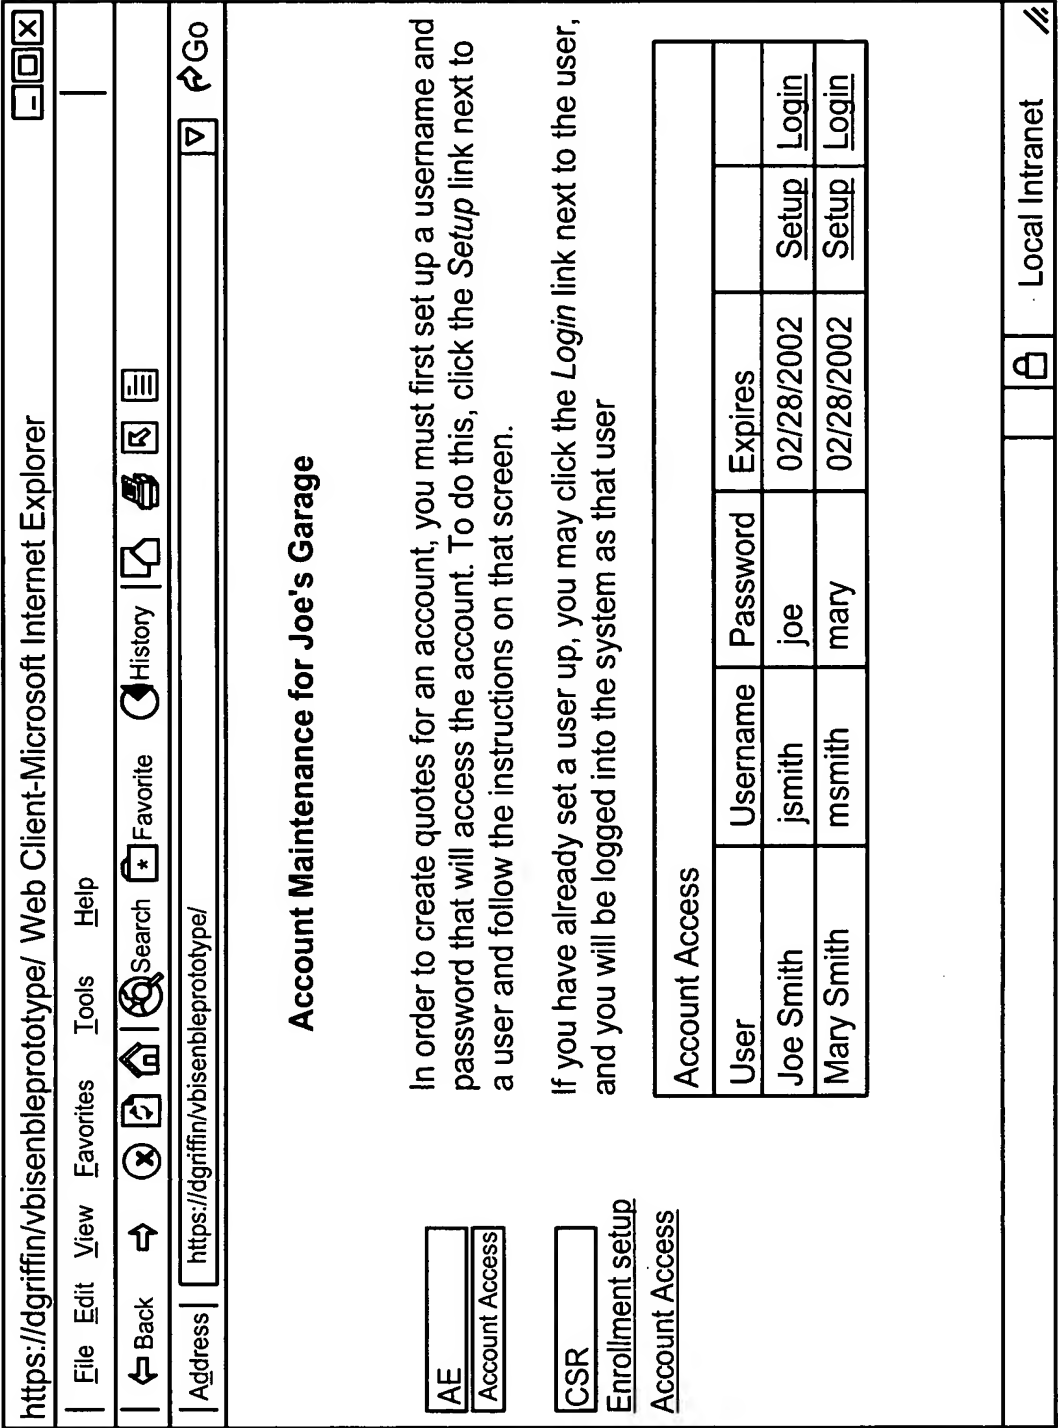 https://dgriffin/vbisenbleprototype/ Web Client-Microsoft Internet Explorer
File Edit View Favorites Tools Help
Back Search Favorite History
Address https://dgriffin/vbisenbleprototype/ Go
Account Maintenance for Joe's Garage
AE
Account Access
CSR
Enrollment setup
Account Access
In order to create quotes for an account, you must first set up a username and
password that will access the account. To do this, click the Setup link next to
a user and follow the instructions on that screen.
If you have already set a user up, you may click the Login link next to the user,
and you will be logged into the system as that user
Account Access
User Username Password Expires
Joe Smith jsmith joe 02/28/2002 Setup Login
Mary Smith msmith mary 02/28/2002 Setup Login
Local Intranet